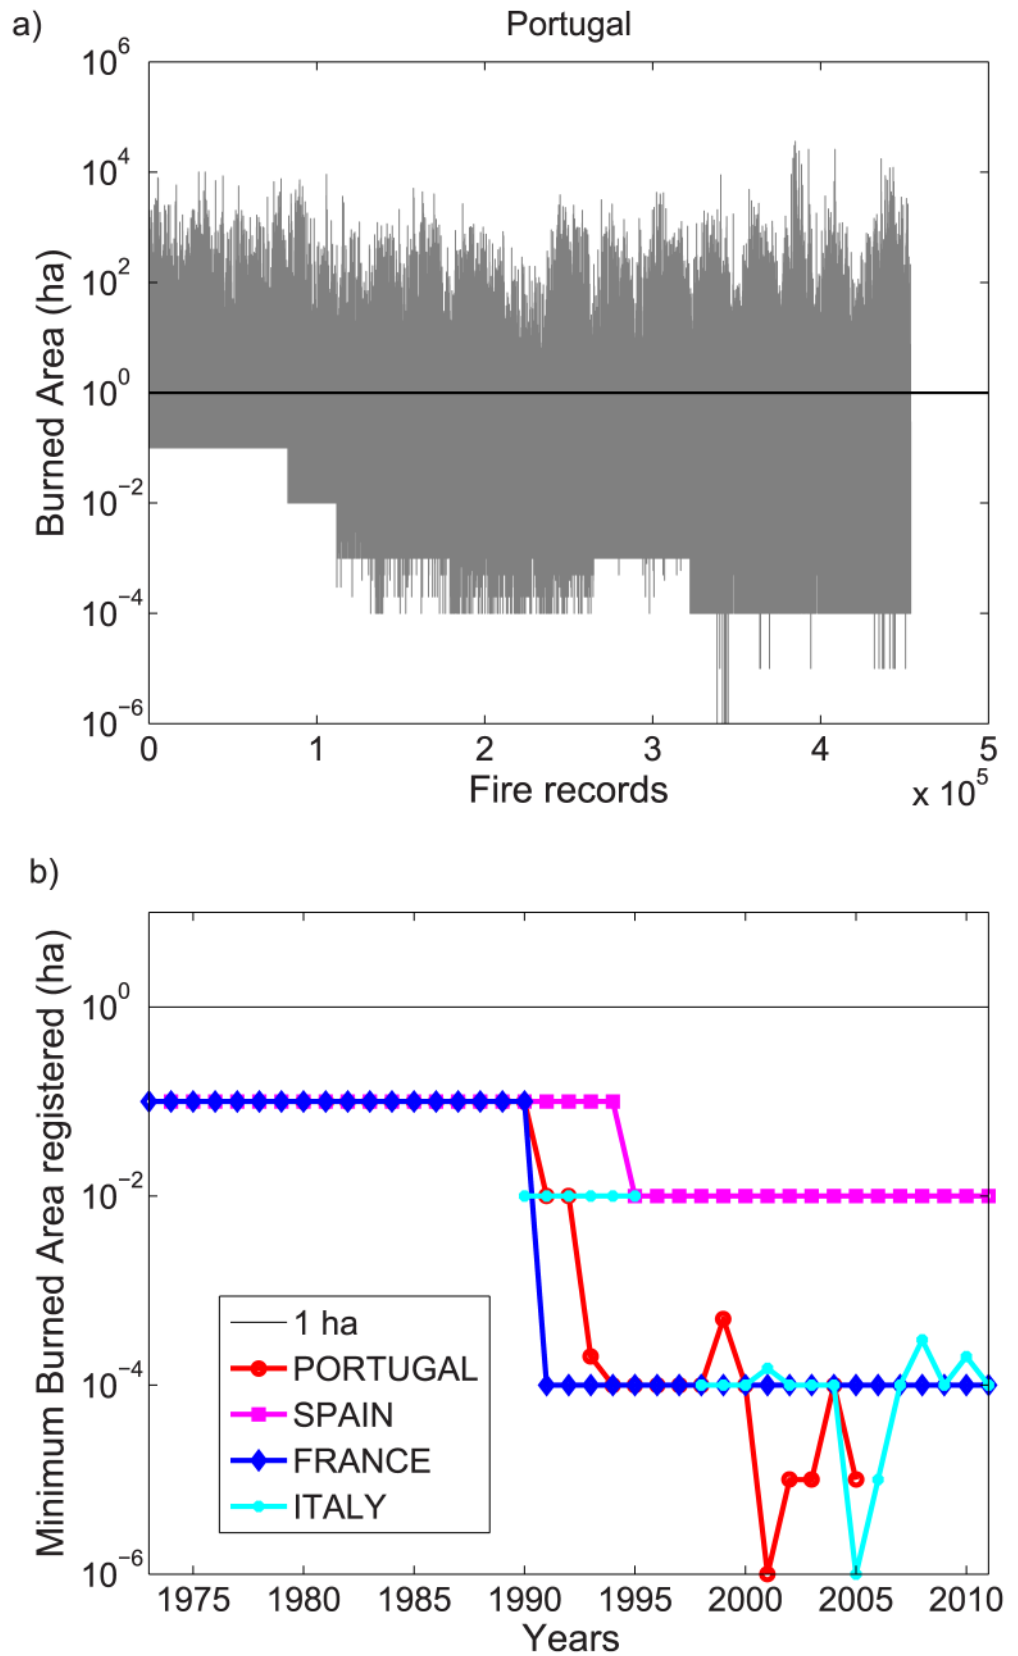 a)
Portugal
10^6
10^4
10^2
10^0
10^−2
10^−4
10^−6
Burned Area (ha)
0 1 2 3 4 5
x 10^5
Fire records
b)
10^0
10^−2
10^−4
10^−6
Minimum Burned Area registered (ha)
1 ha
PORTUGAL
SPAIN
FRANCE
ITALY
1975 1980 1985 1990 1995 2000 2005 2010
Years